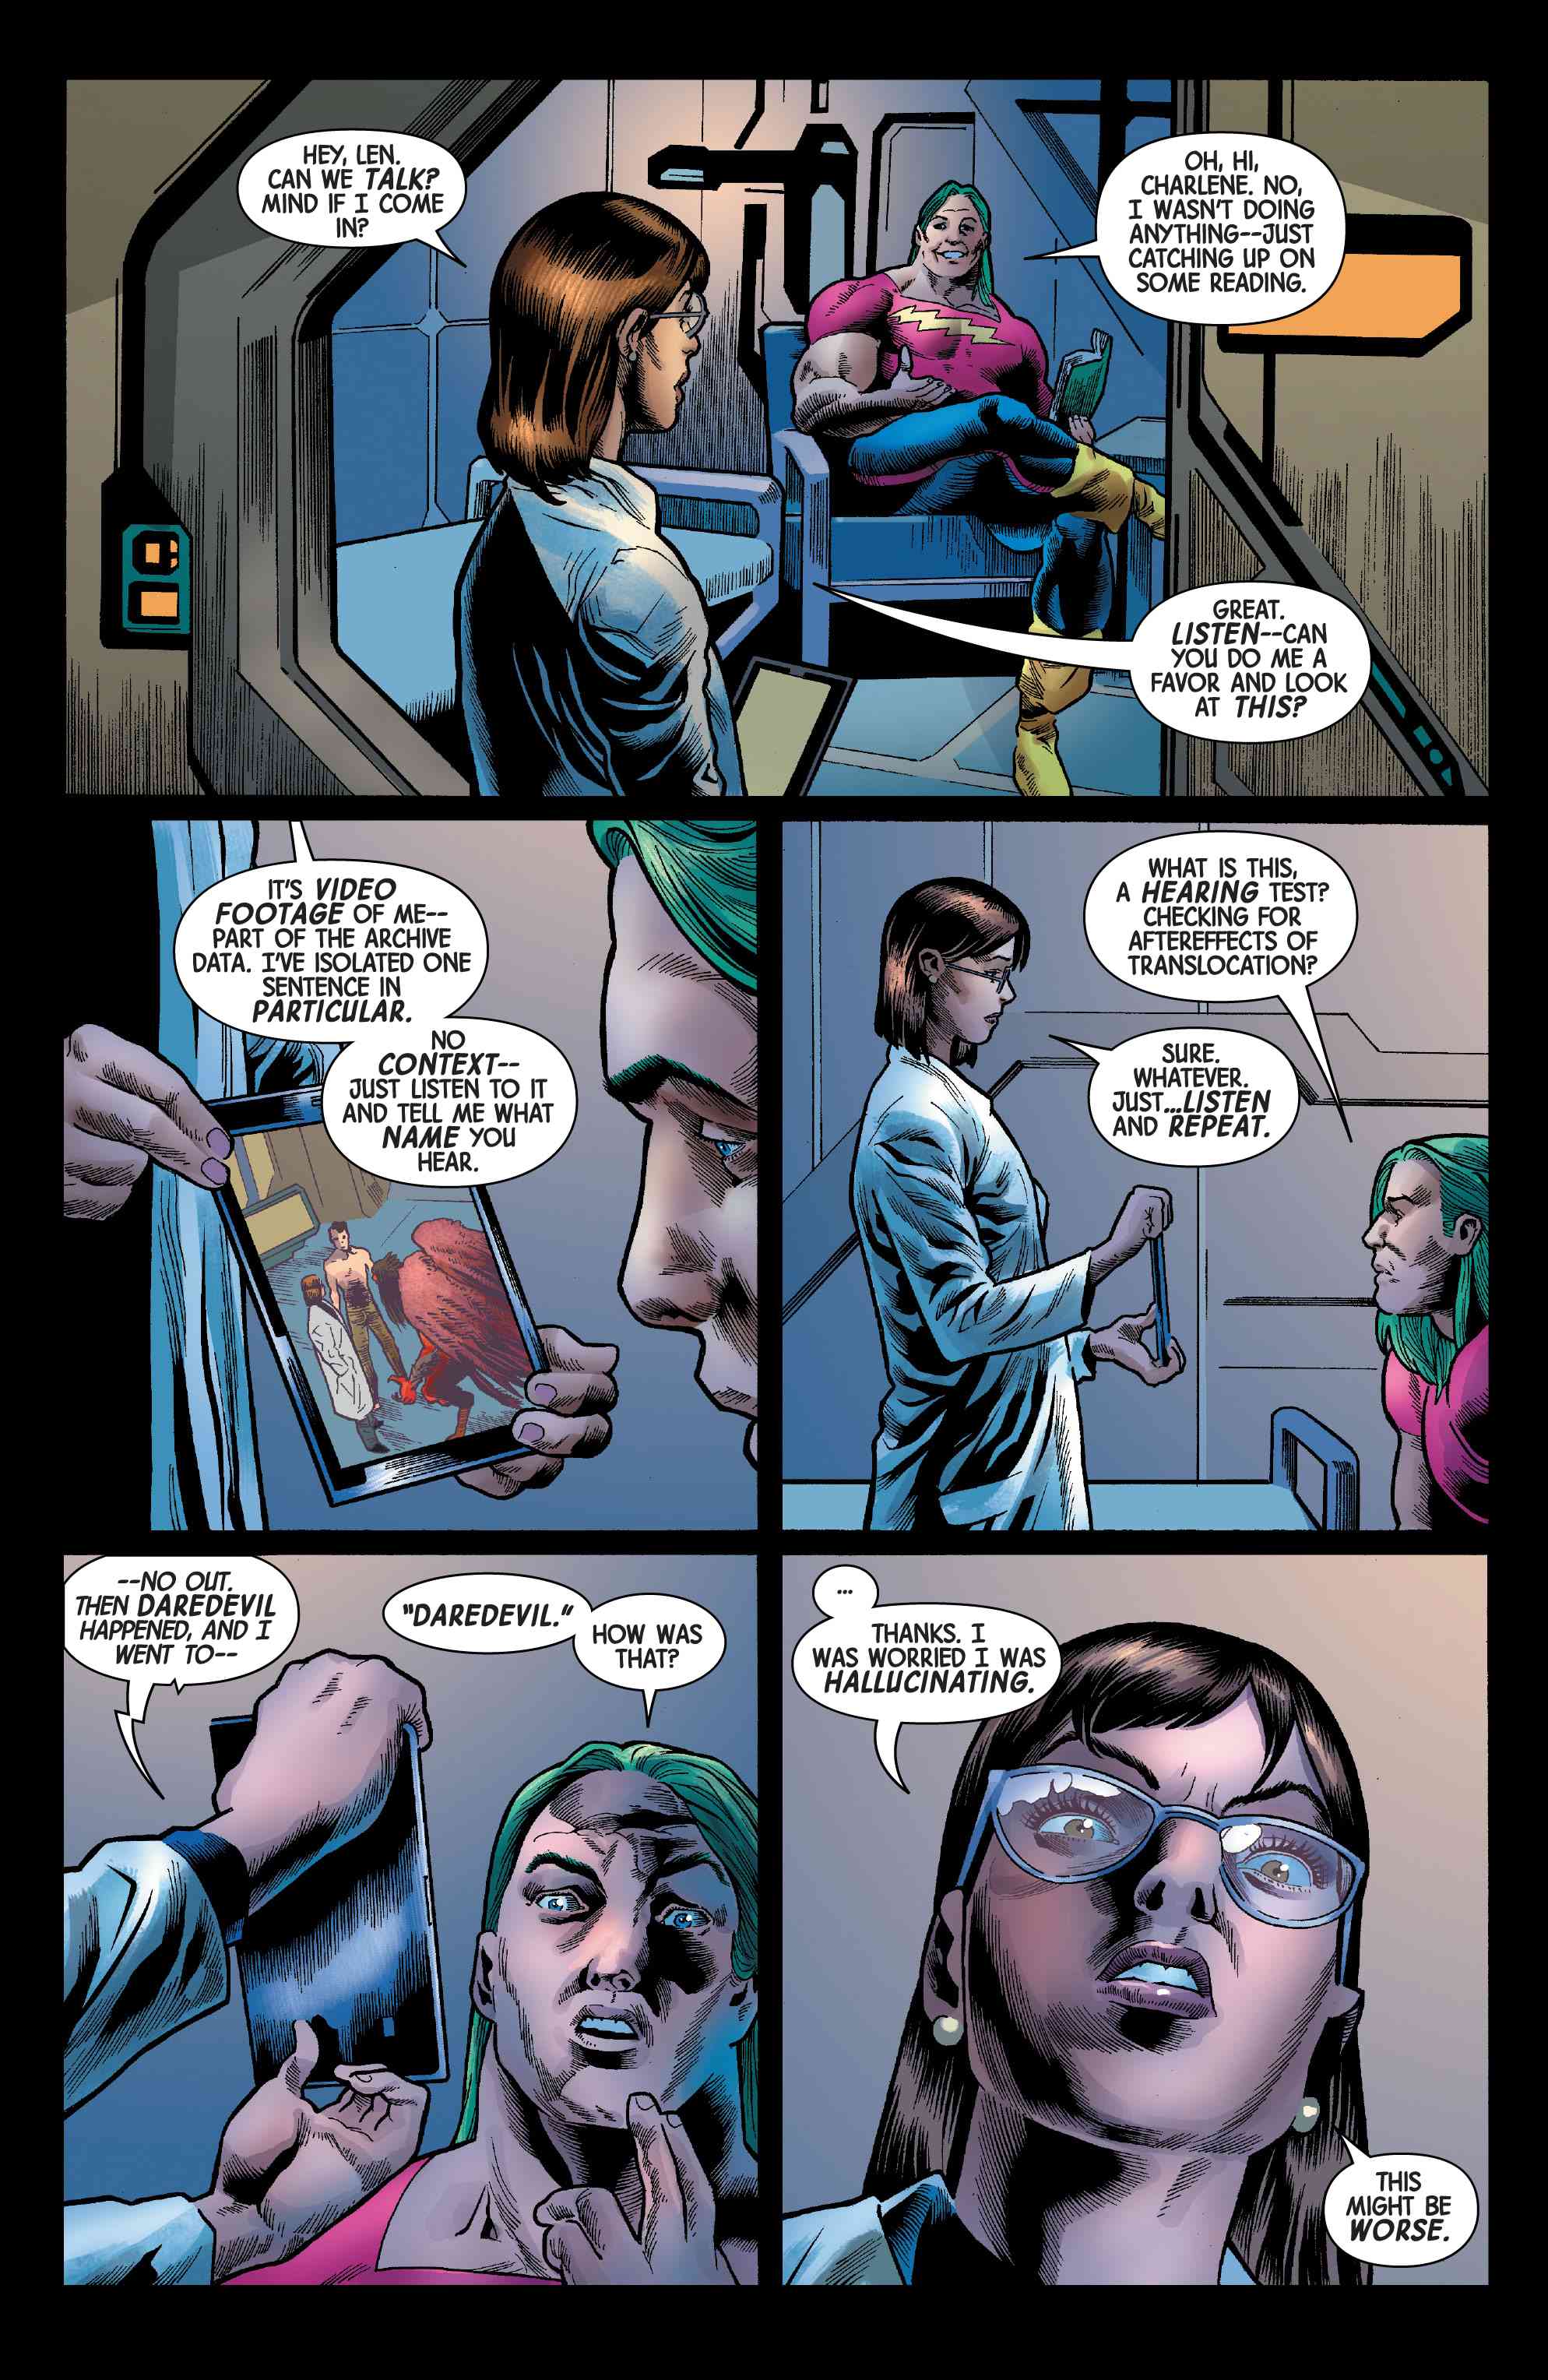 HEY, LEN.
CAN WE TALK?
MIND IF I COME
IN?
OH, HI,
CHARLENE. NO,
I WASN'T DOING
ANYTHING--JUST
CATCHING UP ON
SOME READING.
GREAT.
LISTEN--CAN
YOU DO ME A
FAVOR AND LOOK
AT THIS?
IT'S VIDEO
FOOTAGE OF ME--
PART OF THE ARCHIVE
DATA. I'VE ISOLATED ONE
SENTENCE IN
PARTICULAR.
NO
CONTEXT--
JUST LISTEN TO IT
AND TELL ME WHAT
NAME YOU
HEAR.
WHAT IS THIS,
A HEARING TEST?
CHECKING FOR
AFTEREFFECTS OF
TRANSLOCATION?
SURE.
WHATEVER.
JUST...LISTEN
AND REPEAT.
--NO OUT.
THEN DAREDEVIL
HAPPENED, AND I
WENT TO--
"DAREDEVIL."
HOW WAS
THAT?
...
THANKS. I
WAS WORRIED I WAS
HALLUCINATING.
THIS
MIGHT BE
WORSE.